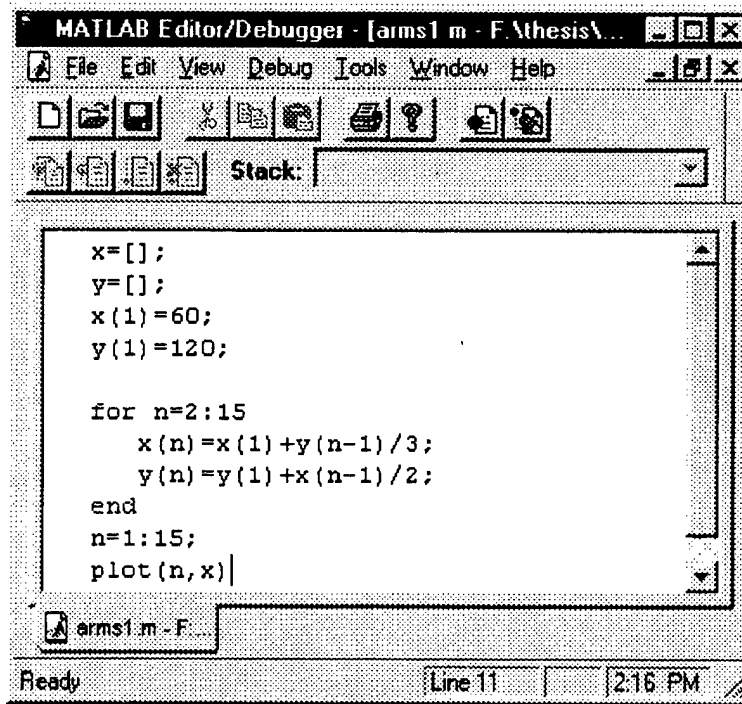 MATLAB Editor/Debugger - [arms1 m - F.\thesis\...
File Edit View Debug Tools Window Help
Stack:
x=[];
y=[];
x(1)=60;
y(1)=120;
for n=2:15
x(n)=x(1)+y(n-1)/3;
y(n)=y(1)+x(n-1)/2;
end
n=1:15;
plot(n,x)
arms1.m - F....
Ready Line 11 2:16 PM